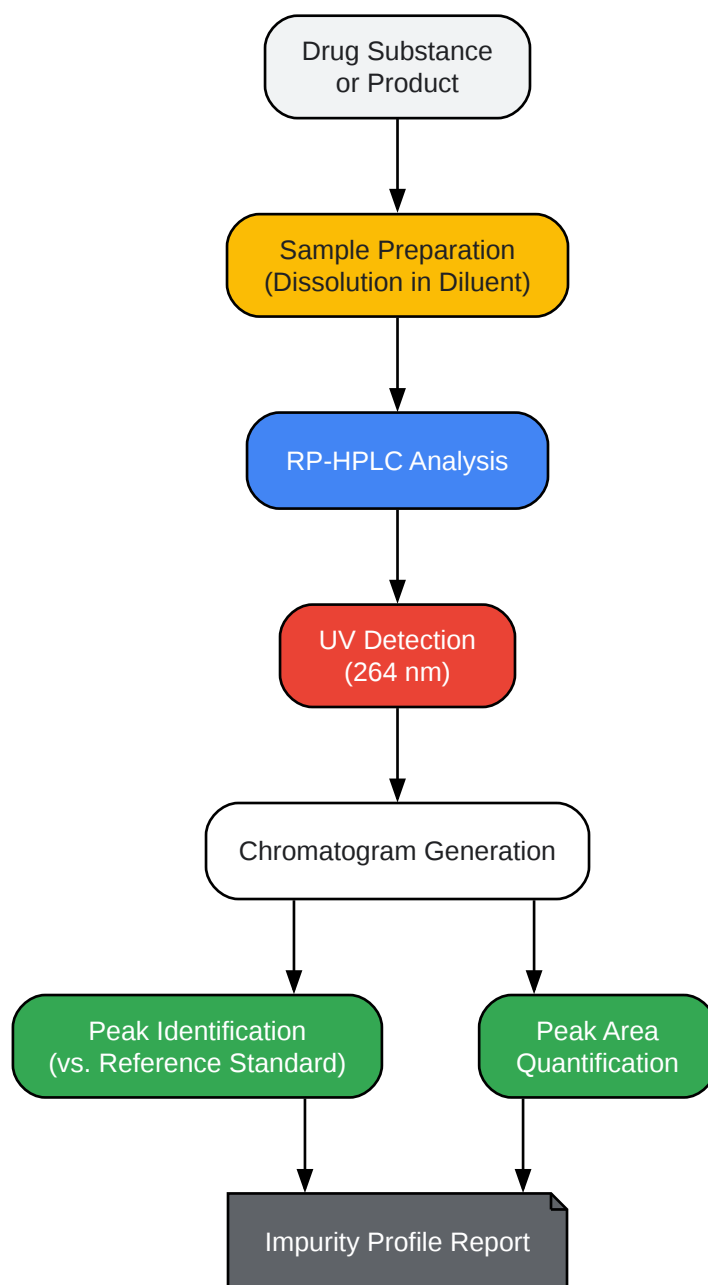 Drug Substance
or Product
Sample Preparation
(Dissolution in Diluent)
RP-HPLC Analysis
UV Detection
(264 nm)
Chromatogram Generation
Peak Identification
(vs. Reference Standard)
Peak Area
Quantification
Impurity Profile Report